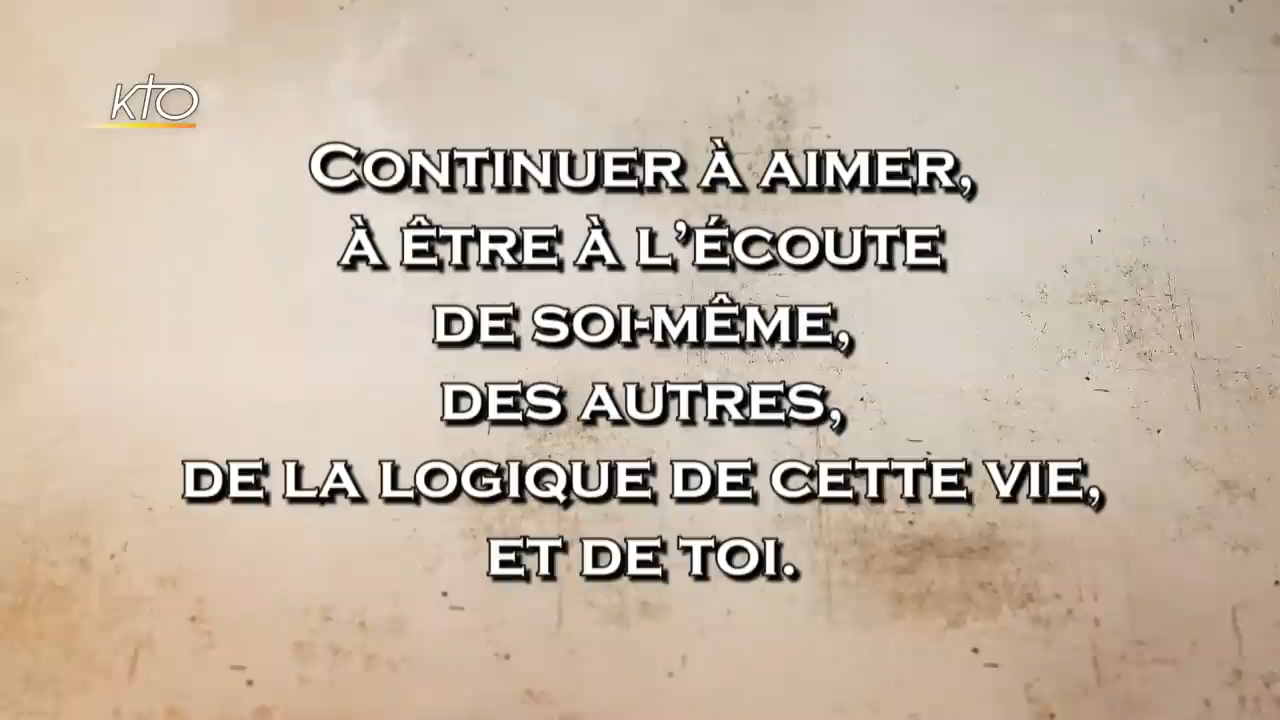 KTO
CONTINUER À AIMER,
À ÊTRE À L’ÉCOUTE
DE SOI-MÊME,
DES AUTRES,
DE LA LOGIQUE DE CETTE VIE,
ET DE TOI.